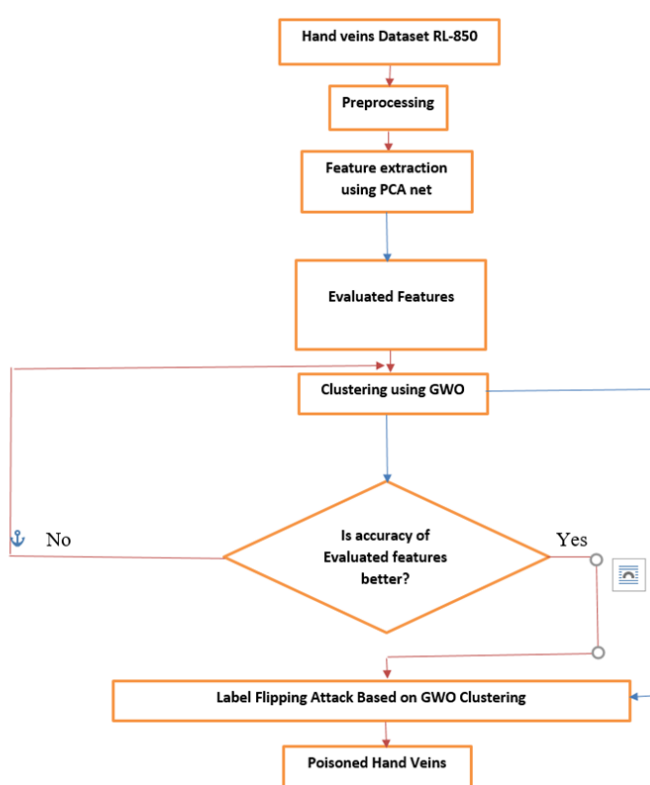 Hand veins Dataset RL-850
Preprocessing
Feature extraction
using PCA net
Evaluated Features
Clustering using GWO
Is accuracy of
Evaluated features
better?
No
Yes
Label Flipping Attack Based on GWO Clustering
Poisoned Hand Veins